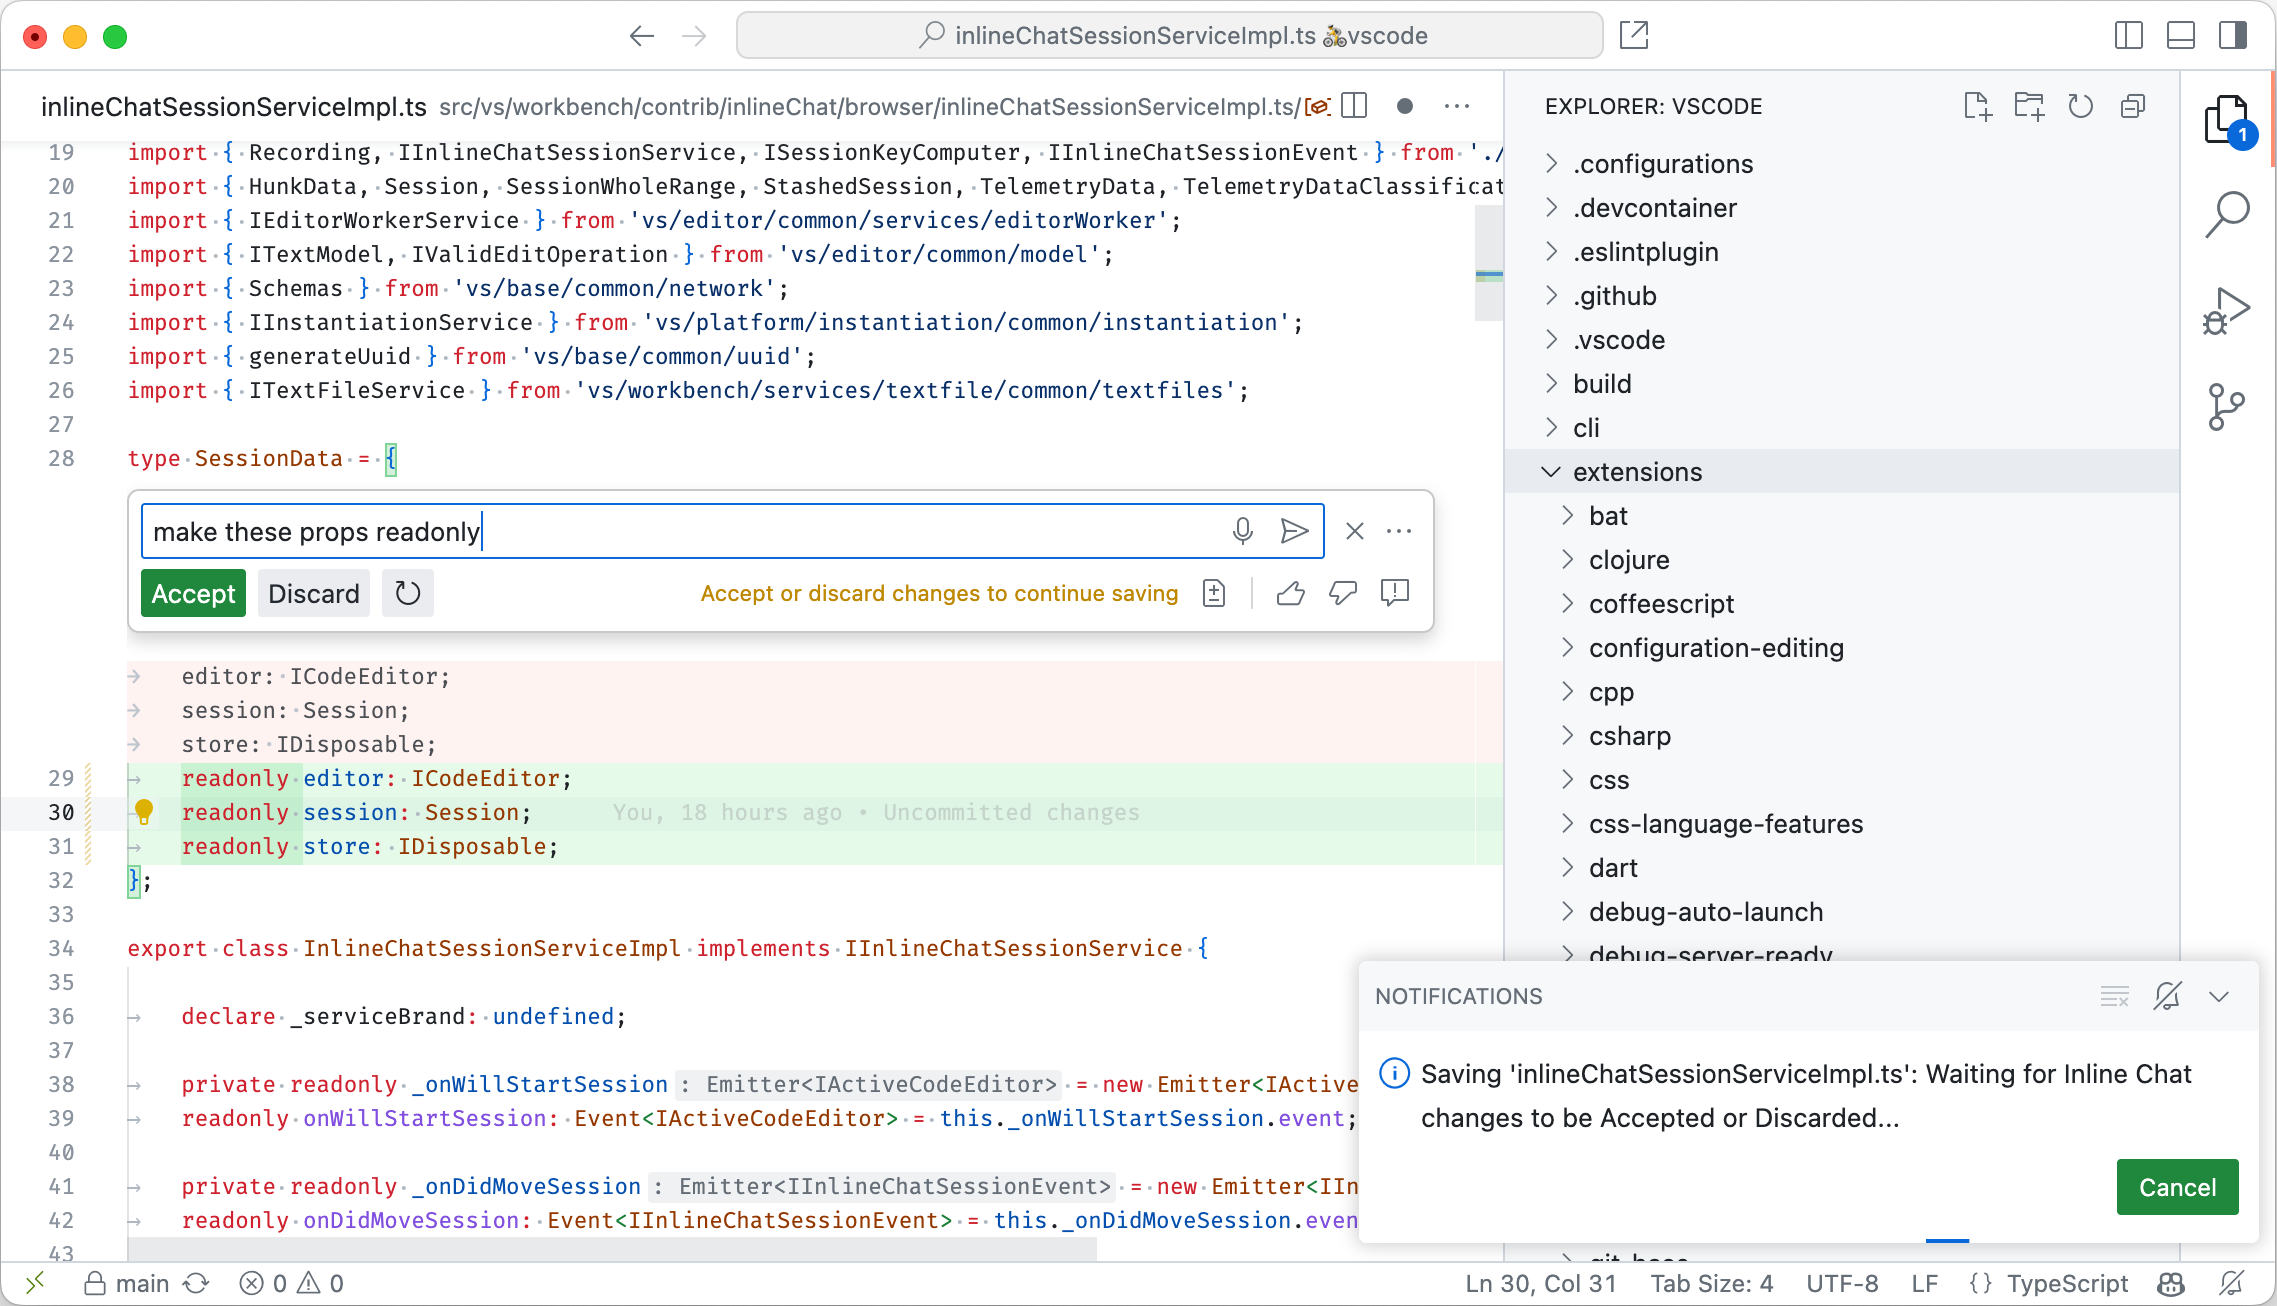 inlineChatSessionServiceImpl.ts vscode
inlineChatSessionServiceImpl.ts src/vs/workbench/contrib/inlineChat/browser/inlineChatSessionServiceImpl.ts/
19 import { Recording, IInlineChatSessionService, ISessionKeyComputer, IInlineChatSessionEvent } from './
20 import { HunkData, Session, SessionWholeRange, StashedSession, TelemetryData, TelemetryDataClassificat
21 import { IEditorWorkerService } from 'vs/editor/common/services/editorWorker';
22 import { ITextModel, IValidEditOperation } from 'vs/editor/common/model';
23 import { Schemas } from 'vs/base/common/network';
24 import { IInstantiationService } from 'vs/platform/instantiation/common/instantiation';
25 import { generateUuid } from 'vs/base/common/uuid';
26 import { ITextFileService } from 'vs/workbench/services/textfile/common/textfiles';
27
28 type SessionData = {
make these props readonly
Accept Discard Accept or discard changes to continue saving
editor: ICodeEditor;
session: Session;
store: IDisposable;
29 readonly editor: ICodeEditor;
30 readonly session: Session; You, 18 hours ago • Uncommitted changes
31 readonly store: IDisposable;
32 };
33
34 export class InlineChatSessionServiceImpl implements IInlineChatSessionService {
35
36 declare _serviceBrand: undefined;
37
38 private readonly _onWillStartSession : Emitter<IActiveCodeEditor> = new Emitter<IActive
39 readonly onWillStartSession: Event<IActiveCodeEditor> = this._onWillStartSession.event;
40
41 private readonly _onDidMoveSession : Emitter<IInlineChatSessionEvent> = new Emitter<IIn
42 readonly onDidMoveSession: Event<IInlineChatSessionEvent> = this._onDidMoveSession.even
43
EXPLORER: VSCODE
1
.configurations
.devcontainer
.eslintplugin
.github
.vscode
build
cli
extensions
bat
clojure
coffeescript
configuration-editing
cpp
csharp
css
css-language-features
dart
debug-auto-launch
debug-server-ready
NOTIFICATIONS
Saving 'inlineChatSessionServiceImpl.ts': Waiting for Inline Chat
changes to be Accepted or Discarded...
Cancel
main 0 0 Ln 30, Col 31 Tab Size: 4 UTF-8 LF {} TypeScript